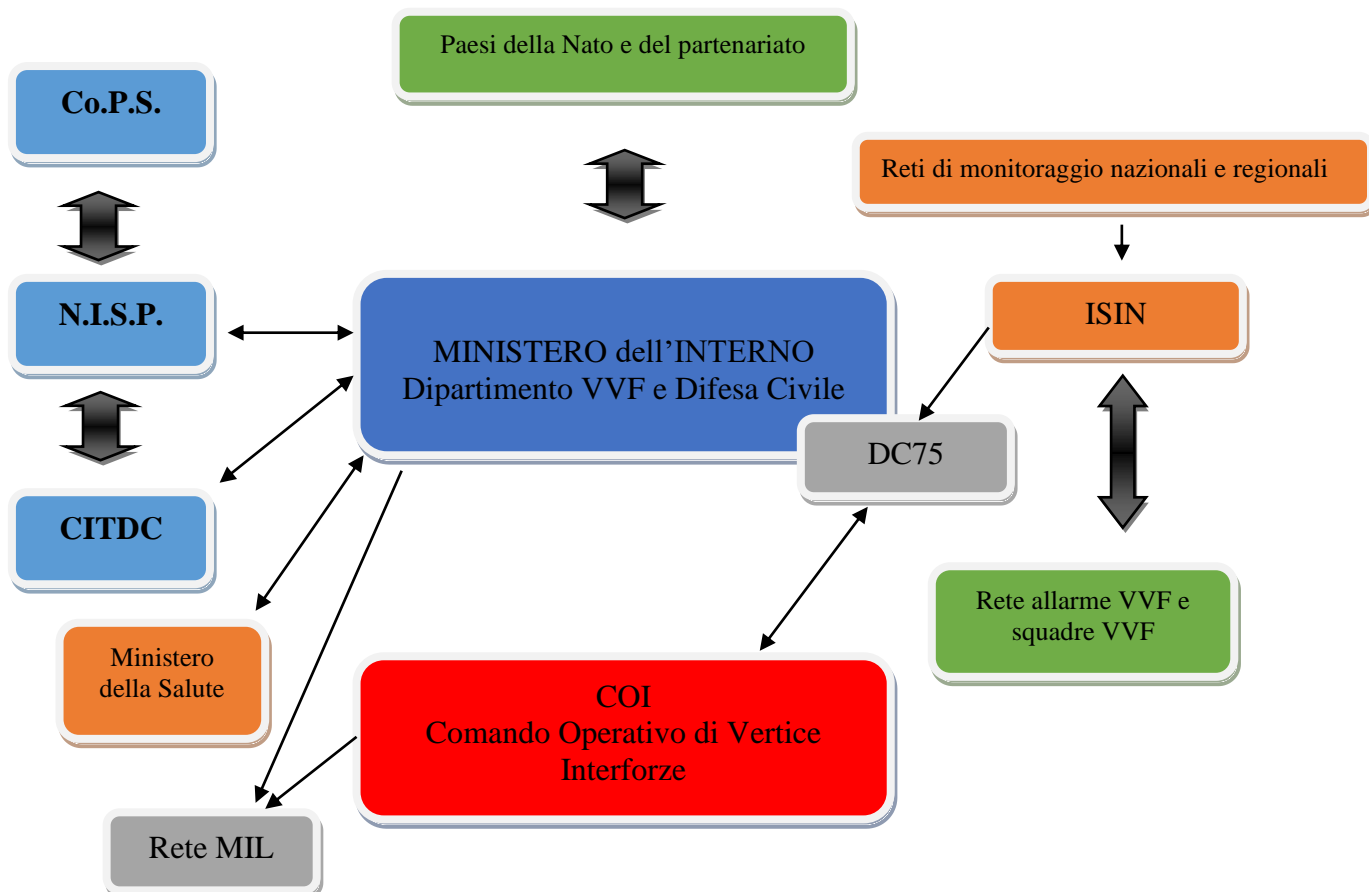 Paesi della Nato e del partenariato
Co.P.S.
Reti di monitoraggio nazionali e regionali
N.I.S.P.
MINISTERO dell’INTERNO
Dipartimento VVF e Difesa Civile
ISIN
DC75
CITDC
Rete allarme VVF e
squadre VVF
Ministero
della Salute
COI
Comando Operativo di Vertice
Interforze
Rete MIL